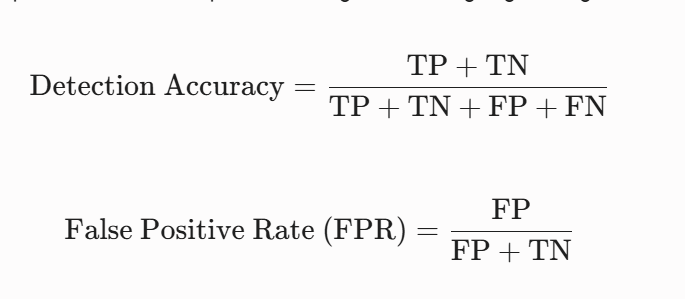 Detection Accuracy = (TP + TN) / (TP + TN + FP + FN)
False Positive Rate (FPR) = FP / (FP + TN)